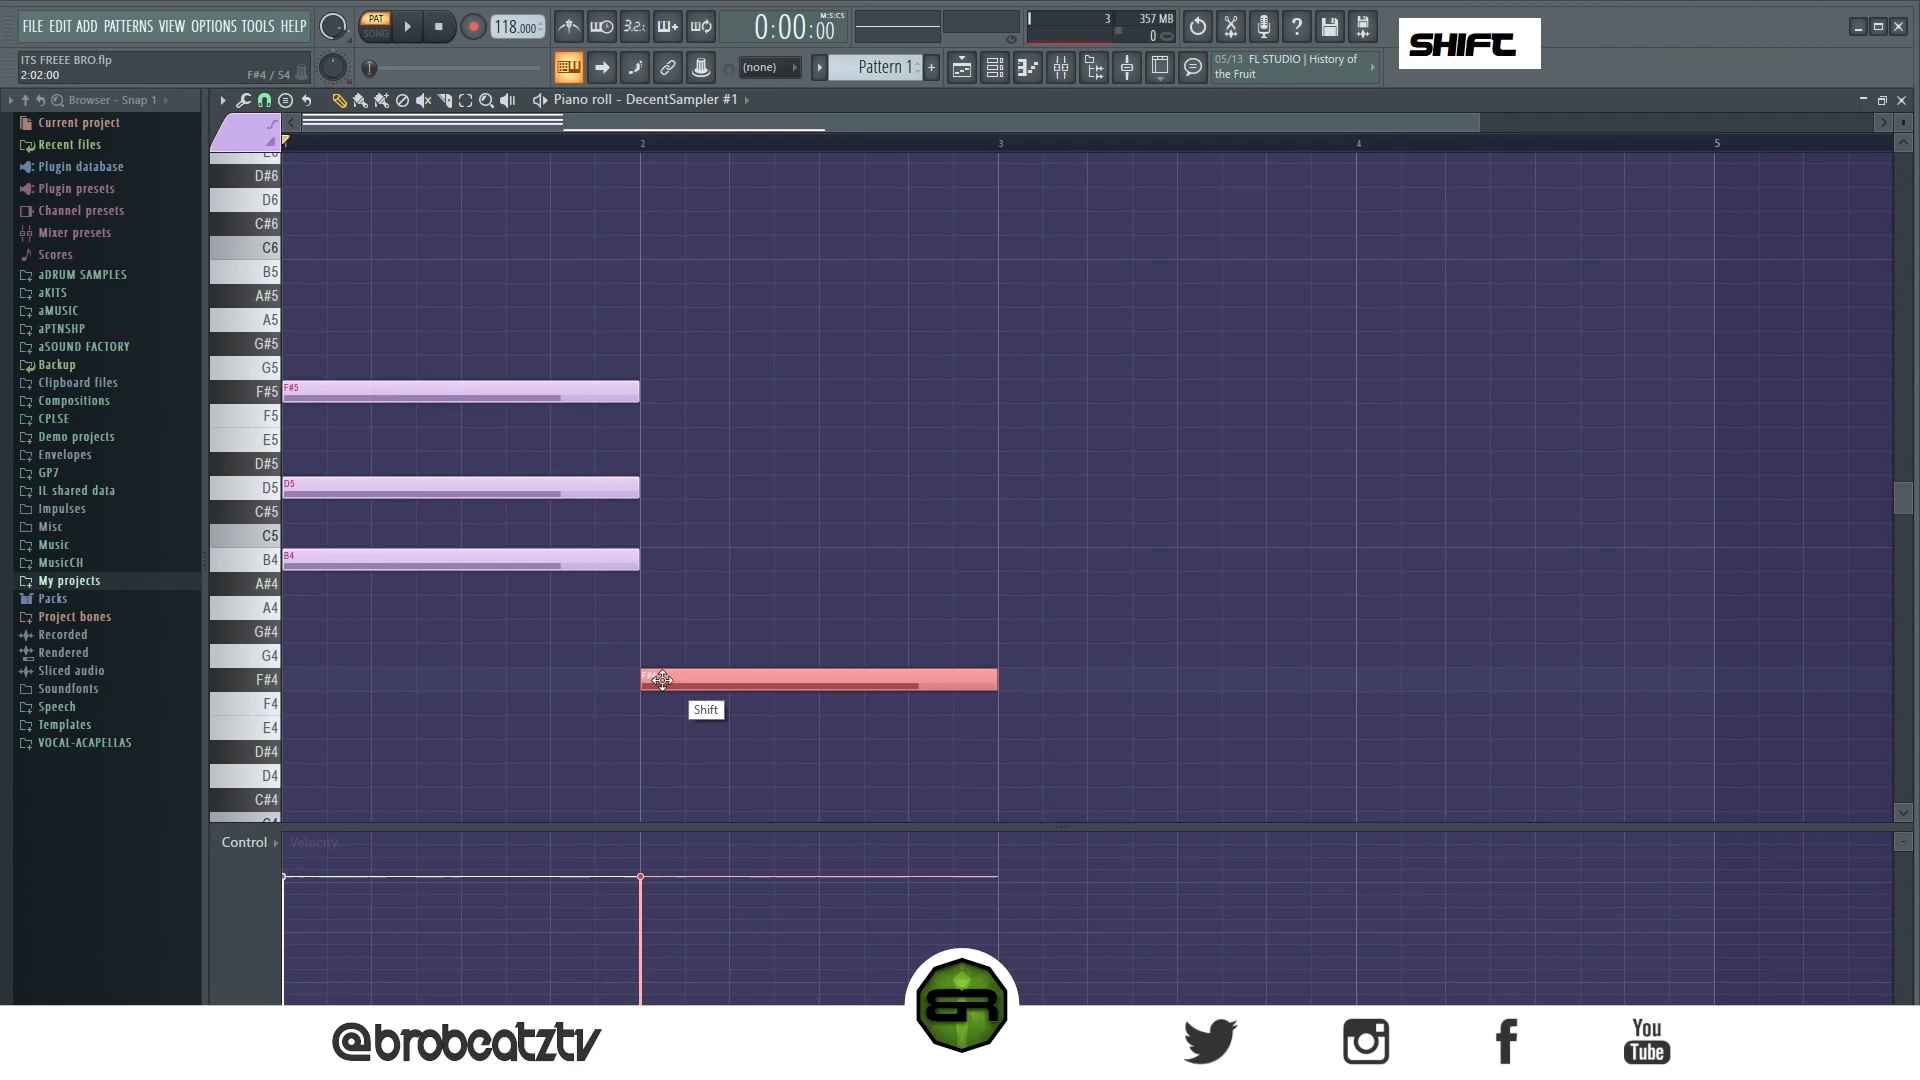 FILE EDIT ADD PATTERNS VIEW OPTIONS TOOLS HELP
PAT
SONG
118.000
3.2:
M:S:CS
0:00:00
3
357 MB
0
SHIFT
ITS FREEE BRO.flp
2:02:00
F#4 / 54
(none)
Pattern 1
+
05/13 FL STUDIO | History of
the Fruit
Browser - Snap 1
Piano roll - DecentSampler #1
Current project
Recent files
Plugin database
Plugin presets
Channel presets
Mixer presets
Scores
aDRUM SAMPLES
aKITS
aMUSIC
aPTNSHP
aSOUND FACTORY
Backup
Clipboard files
Compositions
CPLSE
Demo projects
Envelopes
GP7
IL shared data
Impulses
Misc
Music
MusicCH
My projects
Packs
Project bones
Recorded
Rendered
Sliced audio
Soundfonts
Speech
Templates
VOCAL-ACAPELLAS
2
3
4
5
D#6
D6
C#6
C6
B5
A#5
A5
G#5
G5
F#5
F5
E5
D#5
D5
C#5
C5
B4
A#4
A4
G#4
G4
F#4
F4
E4
D#4
D4
C#4
F#5
D5
B4
Shift
Control
Velocity
@brobeatztv
BR
You
Tube